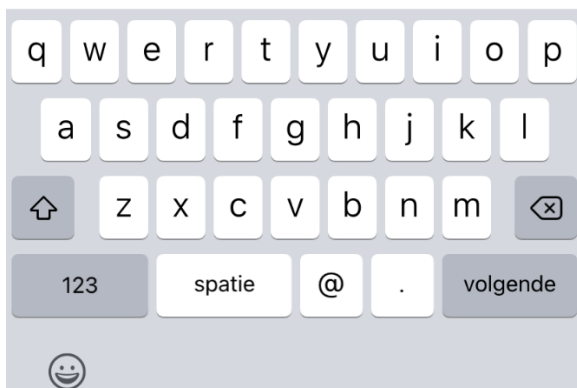 q w e r t y u i o p
a s d f g h j k l
z x c v b n m
123 spatie @ . volgende